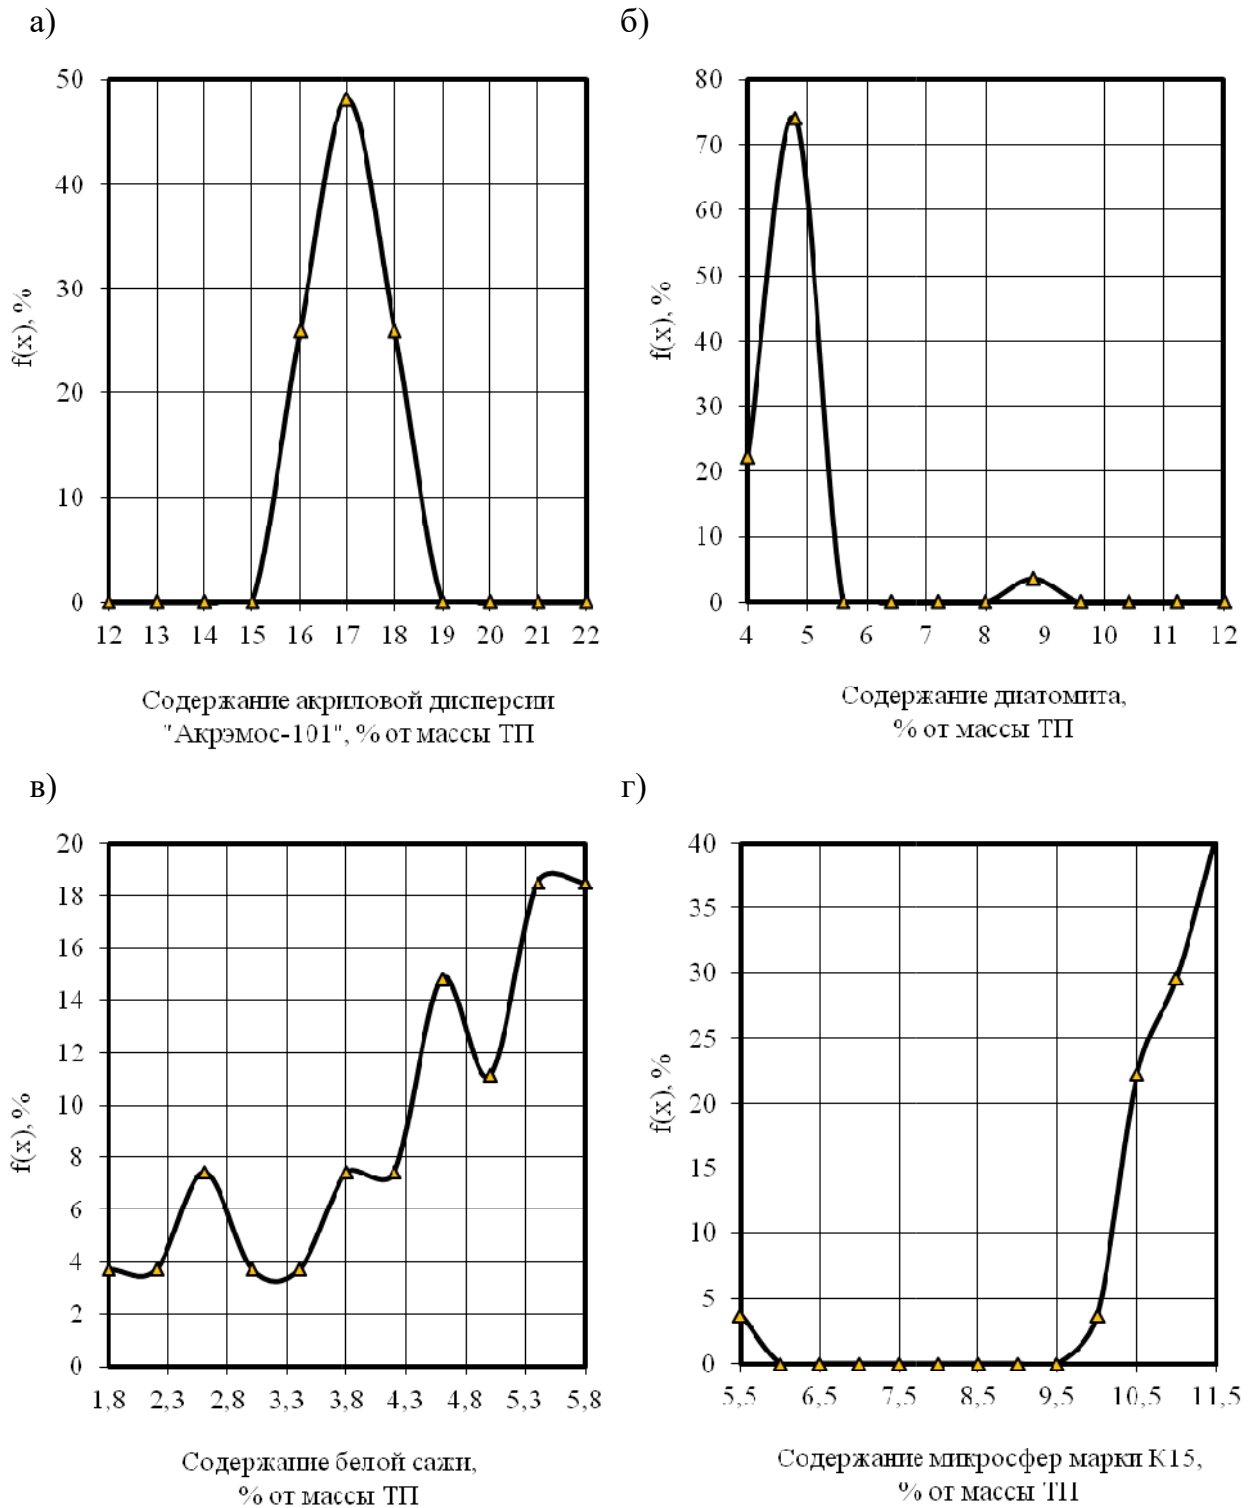 а)
б)
50
40
30
20
10
0
f(x), %
12 13 14 15 16 17 18 19 20 21 22
Содержание акриловой дисперсии
"Акрэмос-101", % от массы ТП
80
70
60
50
40
30
20
10
0
f(x), %
4 5 6 7 8 9 10 11 12
Содержание диатомита,
% от массы ТП
в)
г)
20
18
16
14
12
10
8
6
4
2
0
f(x), %
1,8 2,3 2,8 3,3 3,8 4,3 4,8 5,3 5,8
Содержание белой сажи,
% от массы ТП
40
35
30
25
20
15
10
5
0
f(x), %
5,5 6,5 7,5 8,5 9,5 10,5 11,5
Содержание микросфер марки К15,
% от массы ТП